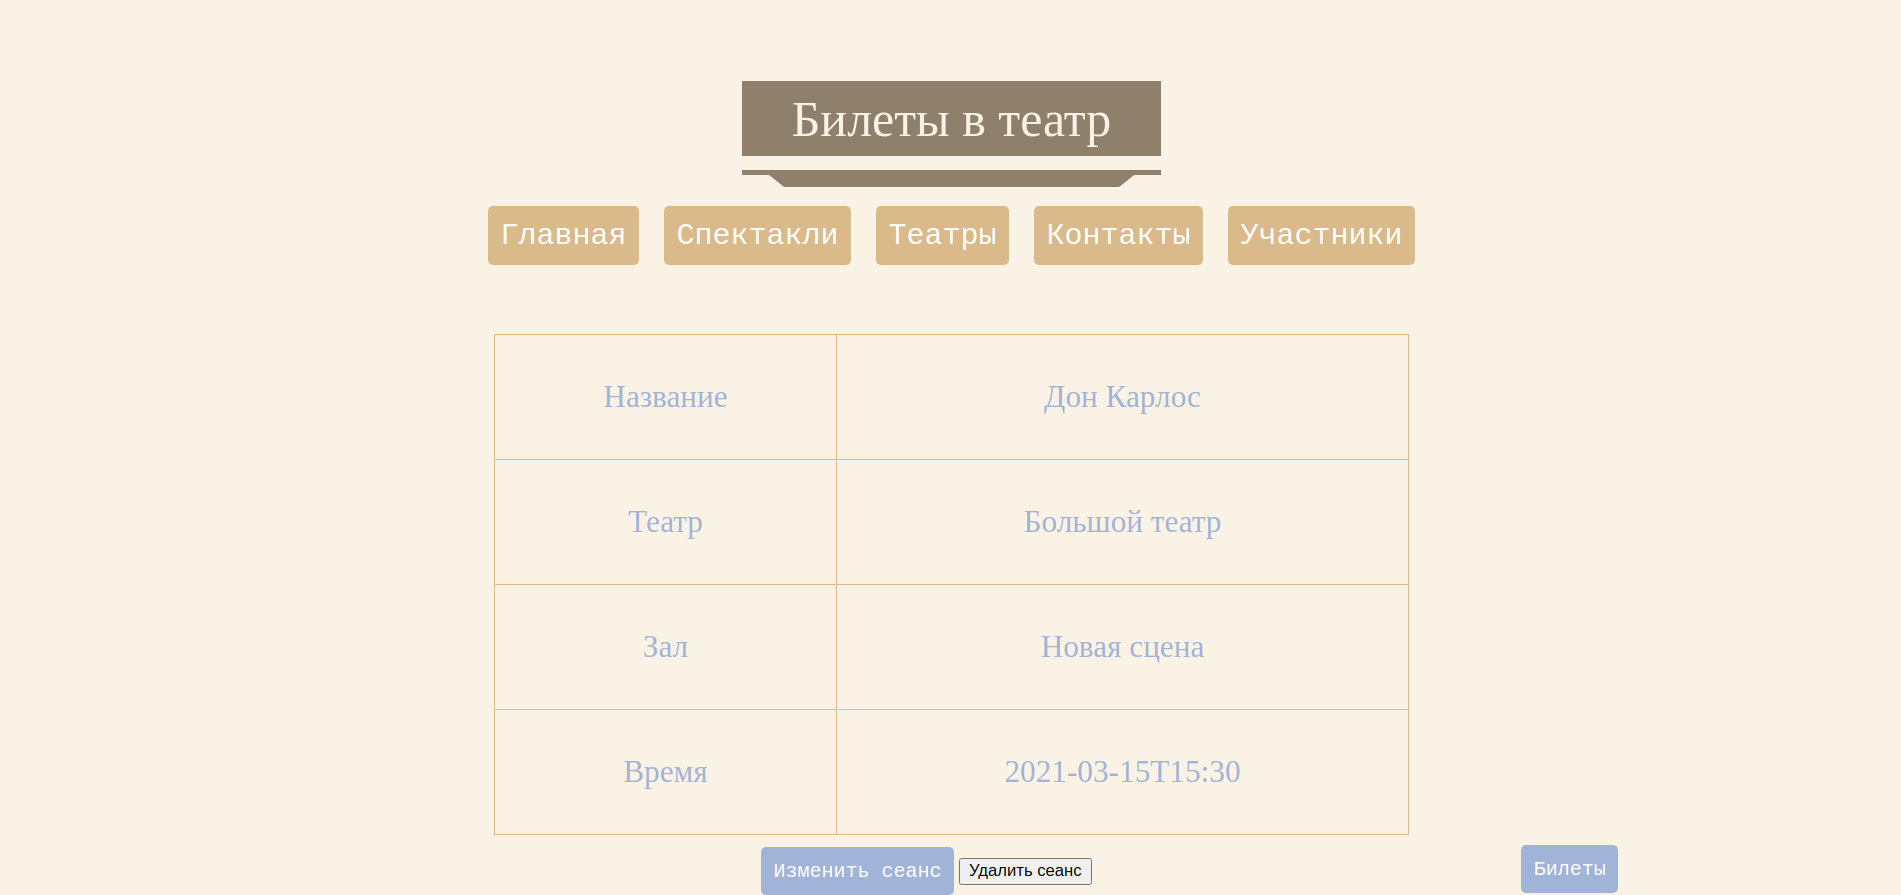 Билеты в театр
Главная Спектакли Театры Контакты Участники
Название Дон Карлос
Театр Большой театр
Зал Новая сцена
Время 2021-03-15T15:30
Изменить сеанс Удалить сеанс Билеты